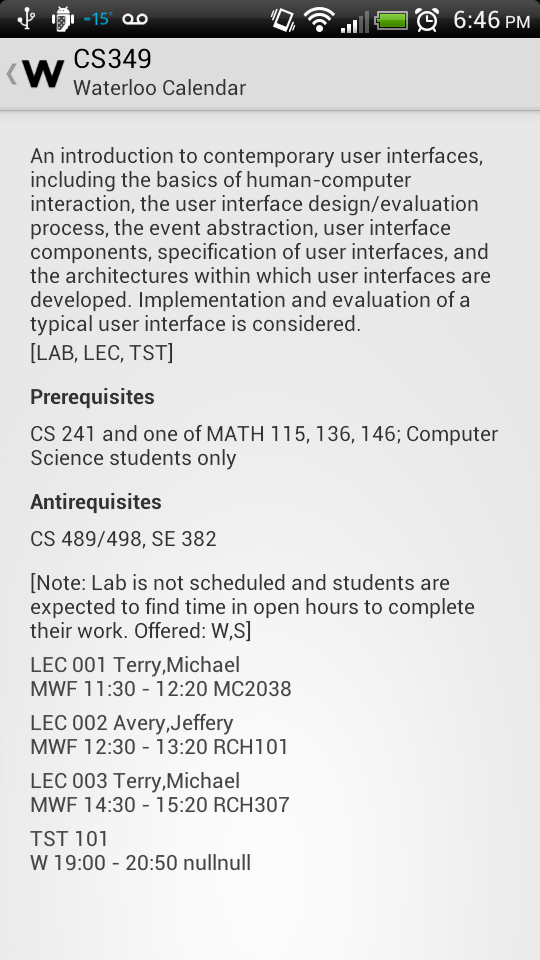 -15° 6:46 PM
W CS349
Waterloo Calendar
An introduction to contemporary user interfaces,
including the basics of human-computer
interaction, the user interface design/evaluation
process, the event abstraction, user interface
components, specification of user interfaces, and
the architectures within which user interfaces are
developed. Implementation and evaluation of a
typical user interface is considered.
[LAB, LEC, TST]
Prerequisites
CS 241 and one of MATH 115, 136, 146; Computer
Science students only
Antirequisites
CS 489/498, SE 382
[Note: Lab is not scheduled and students are
expected to find time in open hours to complete
their work. Offered: W,S]
LEC 001 Terry,Michael
MWF 11:30 - 12:20 MC2038
LEC 002 Avery,Jeffery
MWF 12:30 - 13:20 RCH101
LEC 003 Terry,Michael
MWF 14:30 - 15:20 RCH307
TST 101
W 19:00 - 20:50 nullnull